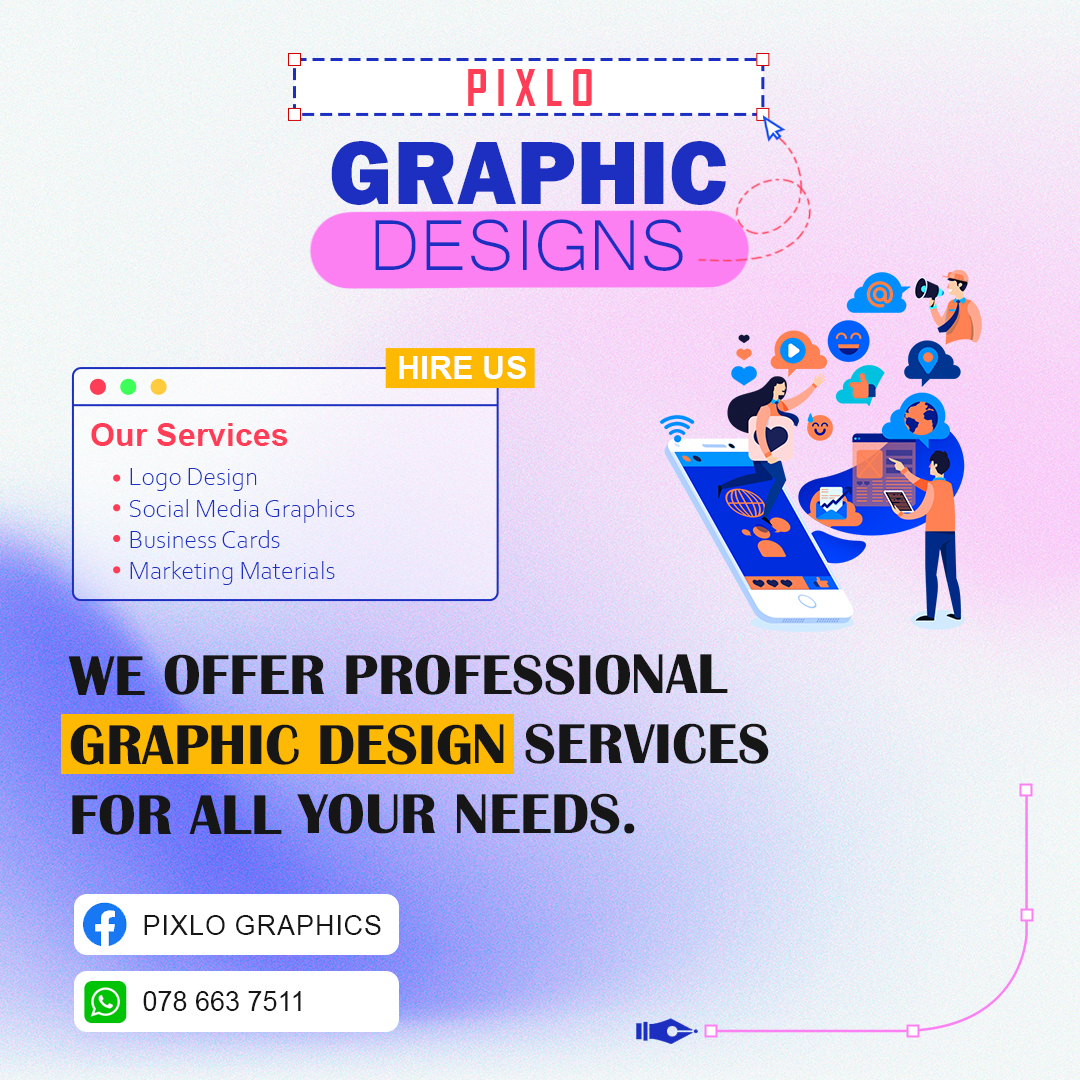 PIXLO
GRAPHIC
DESIGNS
HIRE US
Our Services
• Logo Design
• Social Media Graphics
• Business Cards
• Marketing Materials
WE OFFER PROFESSIONAL
GRAPHIC DESIGN SERVICES
FOR ALL YOUR NEEDS.
PIXLO GRAPHICS
078 663 7511